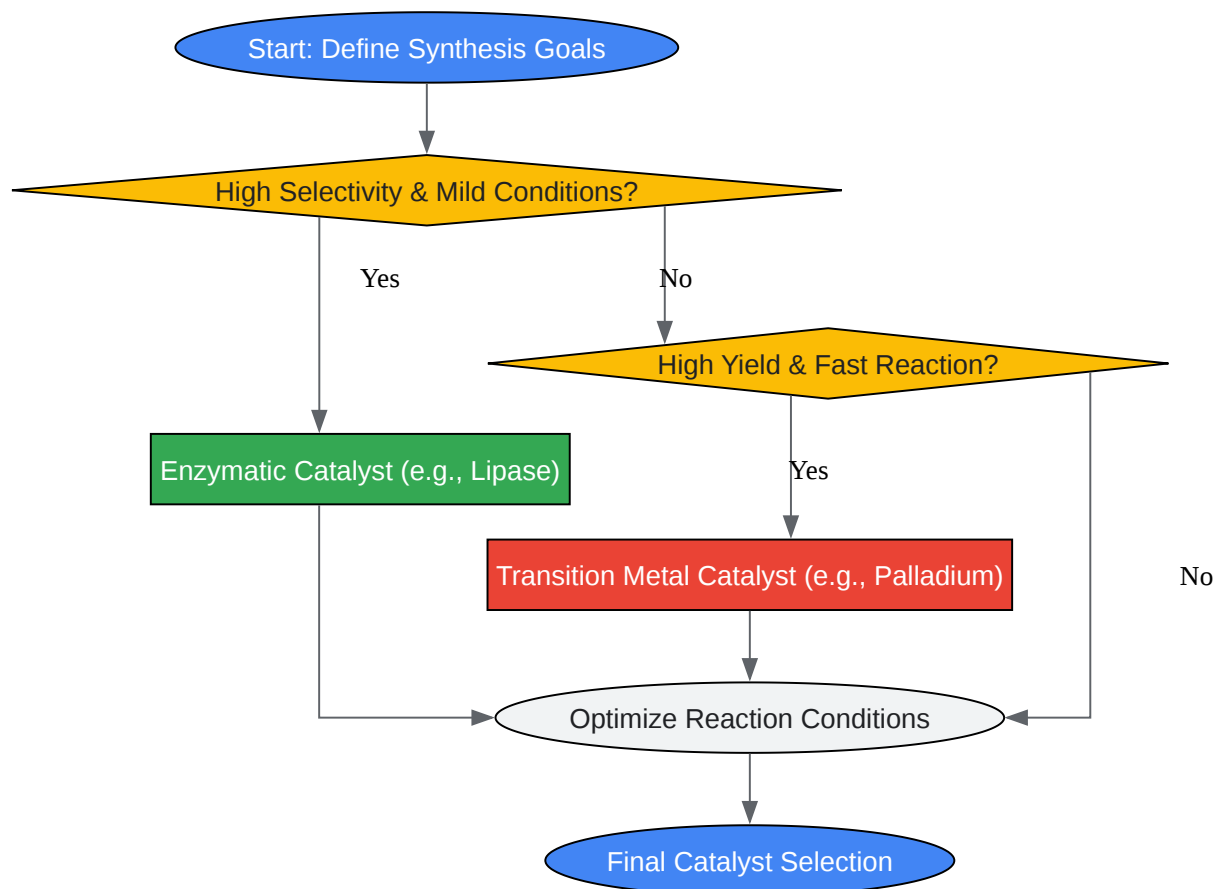 Start: Define Synthesis Goals
High Selectivity & Mild Conditions?
Yes
No
High Yield & Fast Reaction?
Enzymatic Catalyst (e.g., Lipase)
Yes
Transition Metal Catalyst (e.g., Palladium)
No
Optimize Reaction Conditions
Final Catalyst Selection